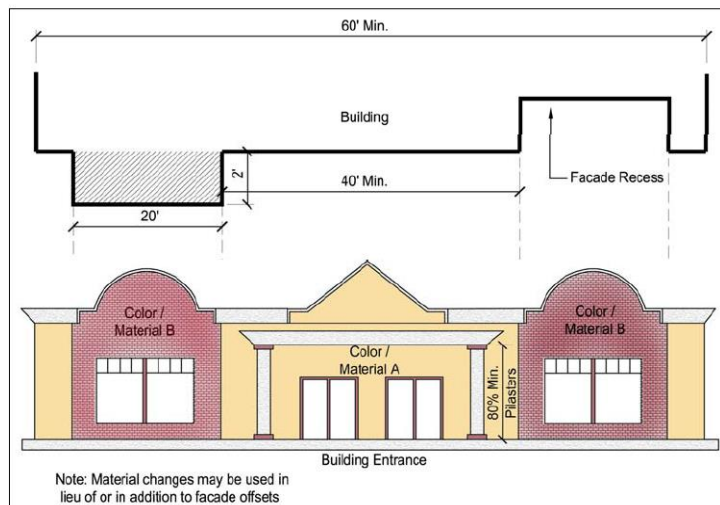 60' Min.
Building
Facade Recess
2'
40' Min.
20'
Color /
Material B
Color /
Material A
80% Min.
Pilasters
Color /
Material B
Building Entrance
Note: Material changes may be used in
lieu of or in addition to facade offsets